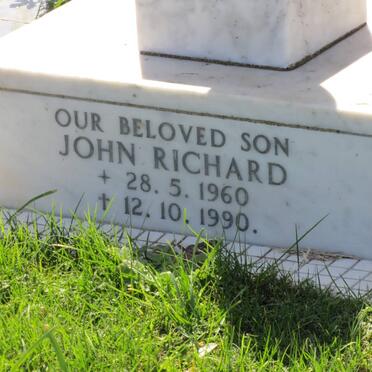 OUR BELOVED SON
JOHN RICHARD
+ 28. 5. 1960
† 12. 10. 1990.